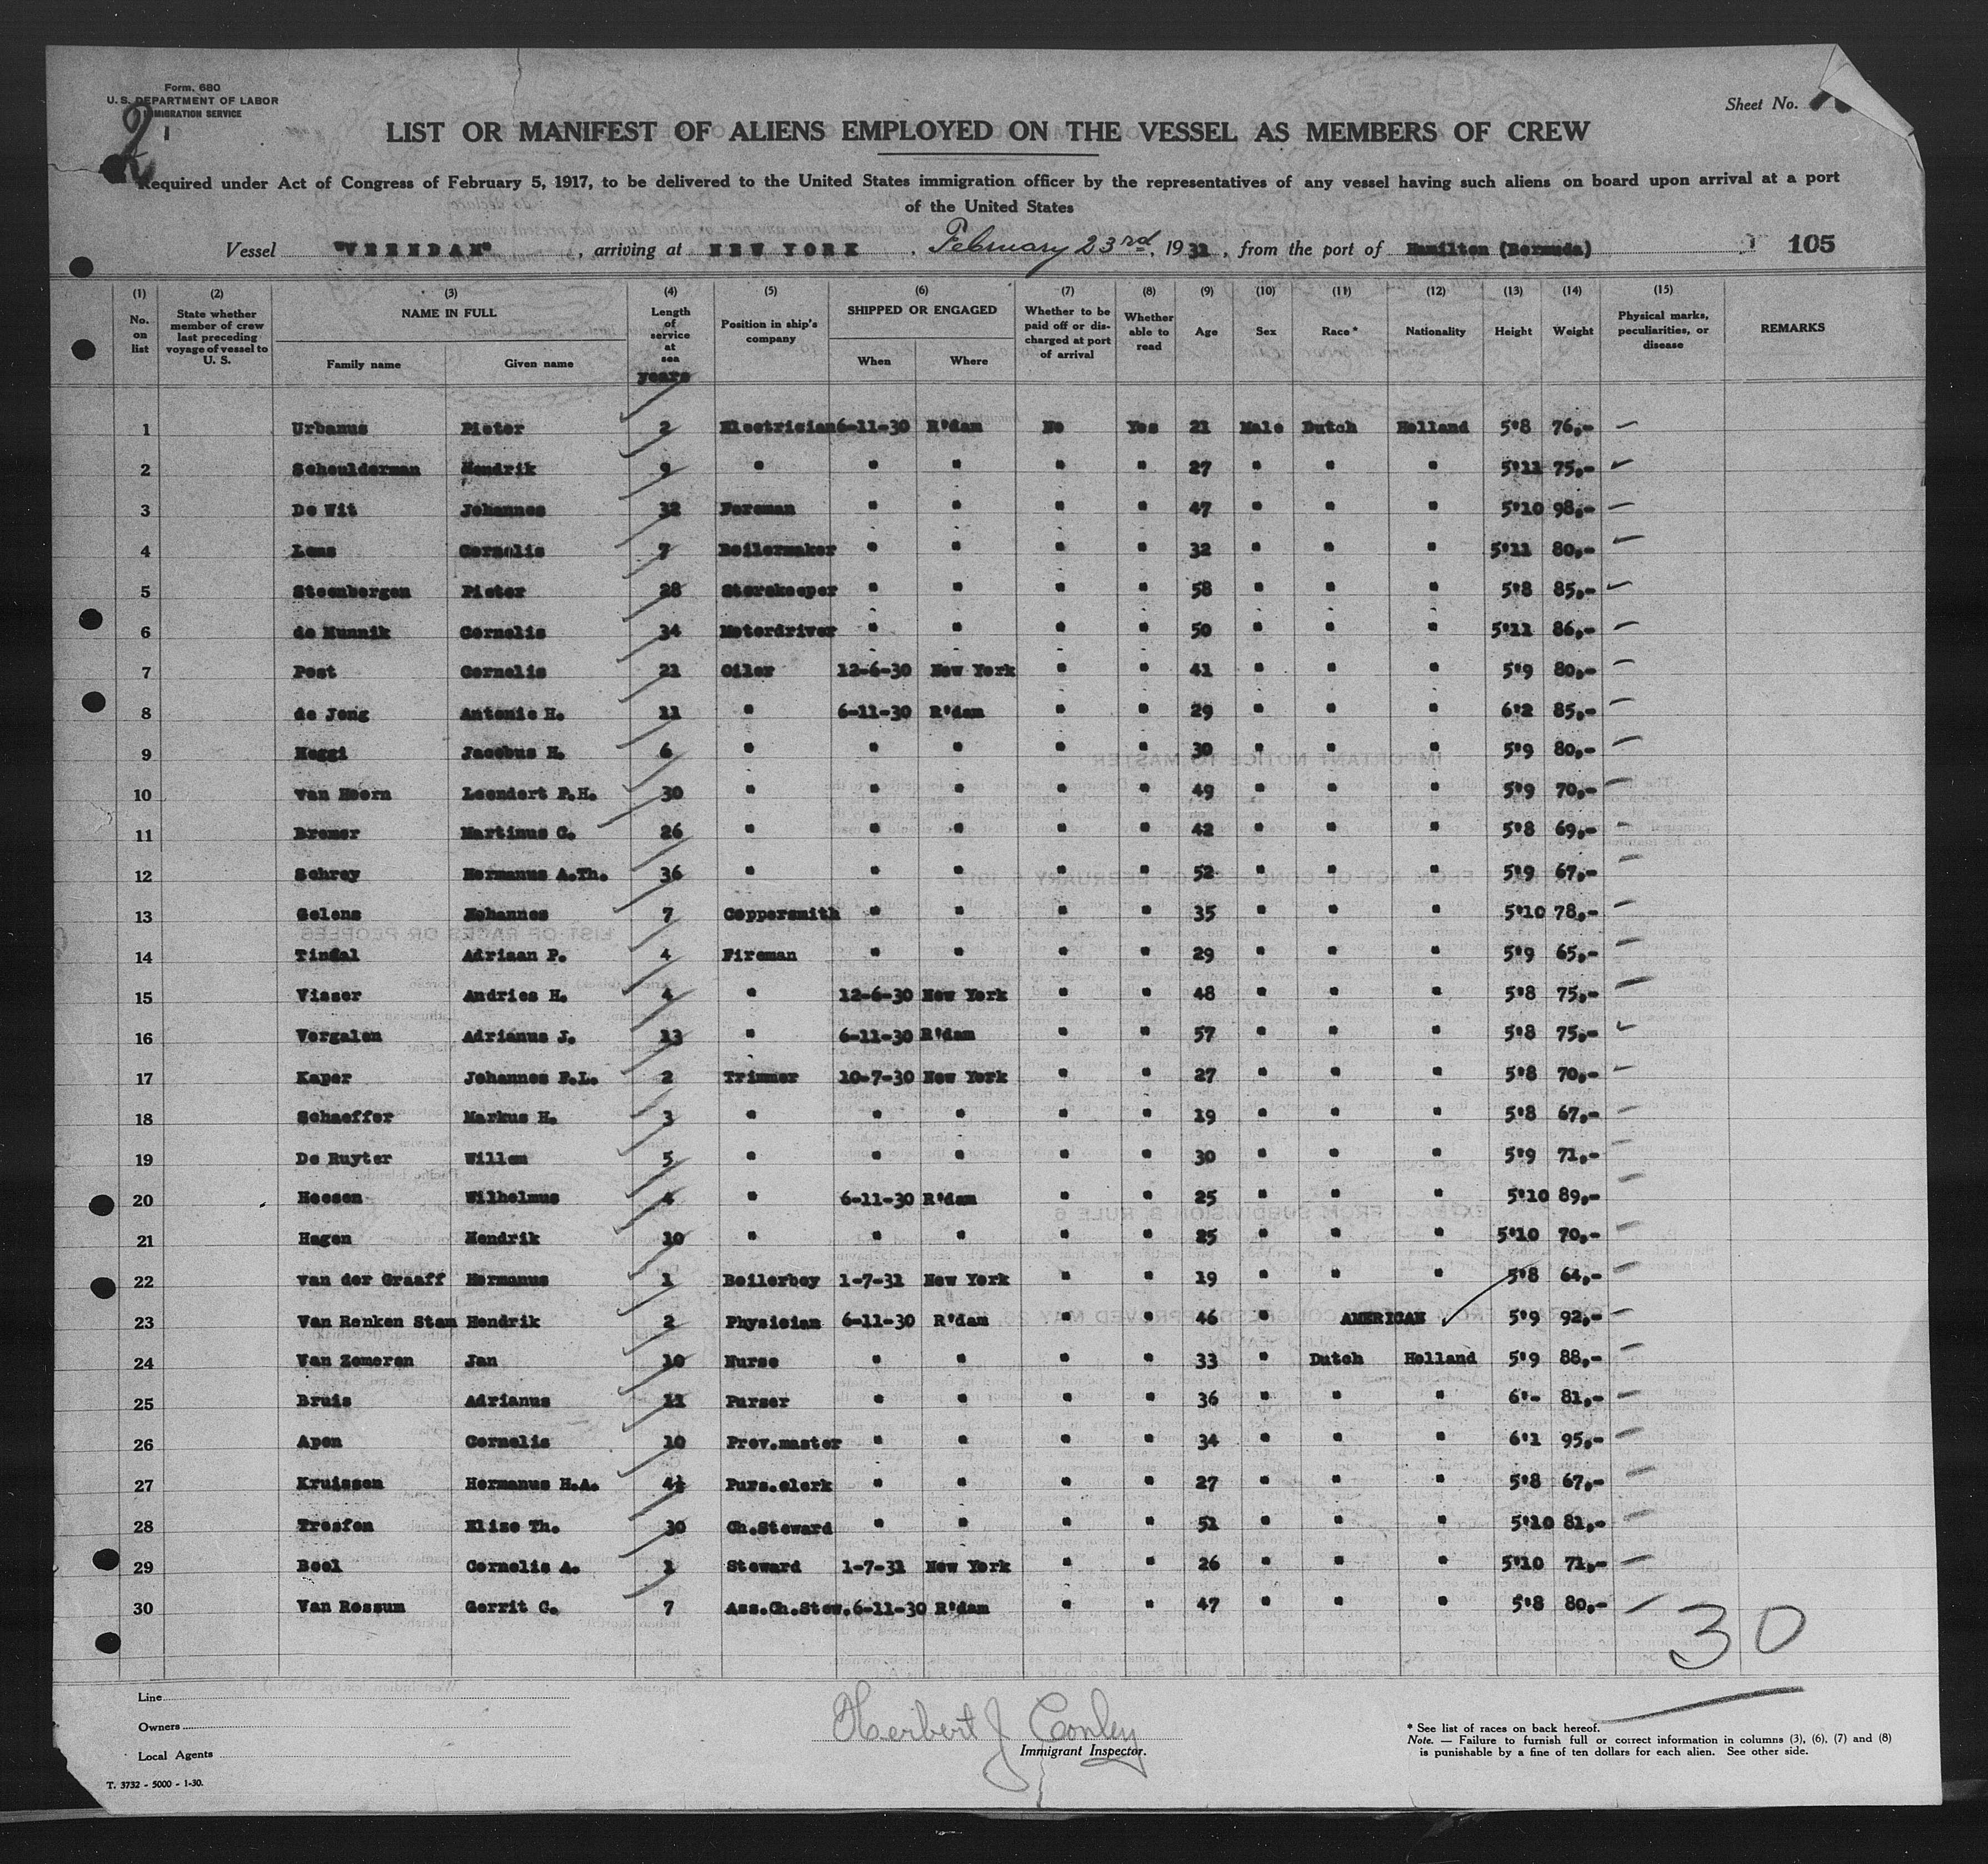 Form. 680
U. S. DEPARTMENT OF LABOR
IMMIGRATION SERVICE
2
Sheet No.
LIST OR MANIFEST OF ALIENS EMPLOYED ON THE VESSEL AS MEMBERS OF CREW
Required under Act of Congress of February 5, 1917, to be delivered to the United States immigration officer by the representatives of any vessel having such aliens on board upon arrival at a port
of the United States
Vessel "VEENDAM" , arriving at NEW YORK , February 23rd, 1931 , from the port of Hamilton (Bermuda) 105
(1) No. on list (2) State whether member of crew last preceding voyage of vessel to U. S. (3) NAME IN FULL Family name Given name (4) Length of service at sea years (5) Position in ship's company (6) SHIPPED OR ENGAGED When Where (7) Whether to be paid off or discharged at port of arrival (8) Whether able to read (9) Age (10) Sex (11) Race * (12) Nationality (13) Height (14) Weight (15) Physical marks, peculiarities, or disease REMARKS
1 Urbanus Pieter 2 Electrician 6-11-30 R'dam No Yes 21 Male Dutch Holland 5'8 76,-
2 Schoulderman Hendrik 9 " " " " " 27 " " " 5'11 75,-
3 De Wit Johannes 32 Foreman " " " " 47 " " " 5'10 98,-
4 Lens Cornelis 7 Boilermaker " " " " 32 " " " 5'11 80,-
5 Steenbergen Pieter 28 Storekeeper " " " " 58 " " " 5'8 85,-
6 de Munnik Cornelis 34 Motordriver " " " " 50 " " " 5'11 86,-
7 Post Cornelis 21 Oiler 12-6-30 New York " " 41 " " " 5'9 80,-
8 de Jong Antonie H. 11 " 6-11-30 R'dam " " 29 " " " 6'2 85,-
9 Heggi Jacobus H. 6 " " " " " 30 " " " 5'9 80,-
10 van Hoorn Leendert P.H. 30 " " " " " 49 " " " 5'9 70,-
11 Bremer Martinus C. 26 " " " " " 42 " " " 5'8 69,-
12 Schrey Hermanus A.Th. 36 " " " " " 52 " " " 5'9 67,-
13 Gelens Johannes 7 Coppersmith " " " " 35 " " " 5'10 78,-
14 Tindal Adriaan P. 4 Fireman " " " " 29 " " " 5'9 65,-
15 Visser Andries H. 4 " 12-6-30 New York " " 48 " " " 5'8 75,-
16 Vergalen Adrianus J. 13 " 6-11-30 R'dam " " 57 " " " 5'8 75,-
17 Kaper Johannes F.L. 2 Trimmer 10-7-30 New York " " 27 " " " 5'8 70,-
18 Schaeffer Markus H. 3 " " " " " 19 " " " 5'8 67,-
19 De Ruyter Willem 5 " " " " " 30 " " " 5'9 71,-
20 Heesen Wilhelmus 4 " 6-11-30 R'dam " " 25 " " " 5'10 89,-
21 Hagen Hendrik 10 " " " " " 25 " " " 5'10 70,-
22 van der Graaff Hermanus 1 Boilerboy 1-7-31 New York " " 19 " " " 5'8 64,-
23 Van Renken Stam Hendrik 2 Physician 6-11-30 R'dam " " 46 " AMERICAN 5'9 92,-
24 Van Zomeren Jan 10 Nurse " " " " 33 " Dutch Holland 5'9 88,-
25 Bruis Adrianus 11 Purser " " " " 36 " " " 6'- 81,-
26 Apon Cornelis 10 Prov.master " " " " 34 " " " 6'1 95,-
27 Kruissen Hermanus H.A. 4½ Purs.clerk " " " " 27 " " " 5'8 67,-
28 Treefen Elize Th. 30 Ch.Steward " " " " 51 " " " 5'10 81,-
29 Bool Cornelis A. 1 Steward 1-7-31 New York " " 26 " " " 5'10 71,-
30 Van Rossum Gerrit C. 7 Ass.Ch.Stew. 6-11-30 R'dam " " 47 " " " 5'8 80,-
30
Line
Owners
Local Agents
Herbert J Conley
Immigrant Inspector.
* See list of races on back hereof.
Note. — Failure to furnish full or correct information in columns (3), (6), (7) and (8)
is punishable by a fine of ten dollars for each alien. See other side.
T. 3732 - 5000 - 1-30.